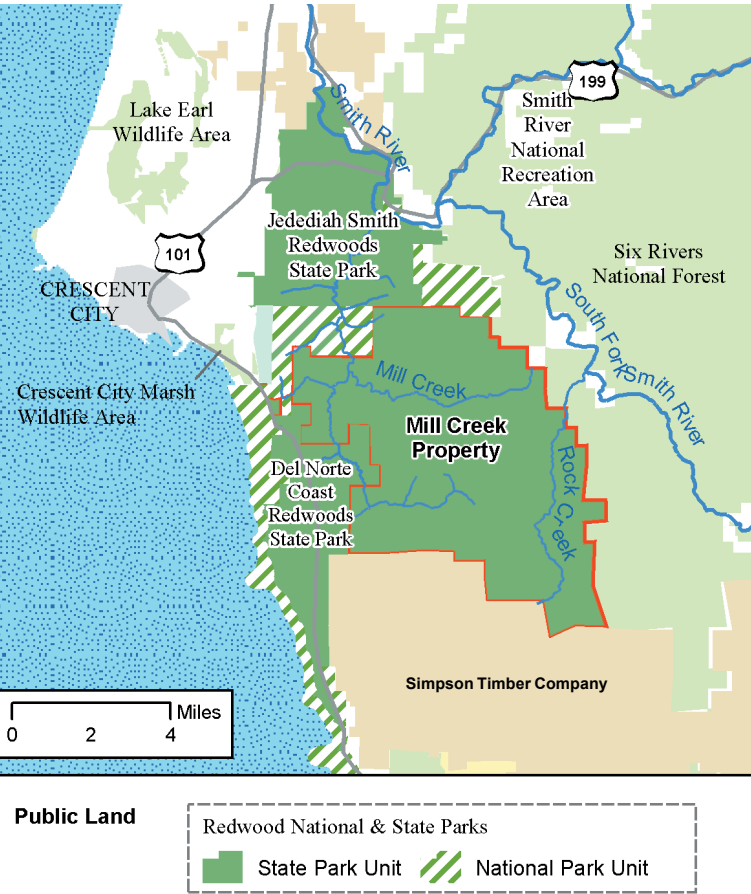 199
Smith River
Lake Earl
Wildlife Area
Smith
River
National
Recreation
Area
Jedediah Smith
Redwoods
State Park
101
Six Rivers
National Forest
CRESCENT
CITY
South Fork
Smith River
Mill Creek
Crescent City Marsh
Wildlife Area
Mill Creek
Property
Rock Creek
Del Norte
Coast
Redwoods
State Park
Simpson Timber Company
Miles
0 2 4
Public Land
Redwood National & State Parks
State Park Unit
National Park Unit